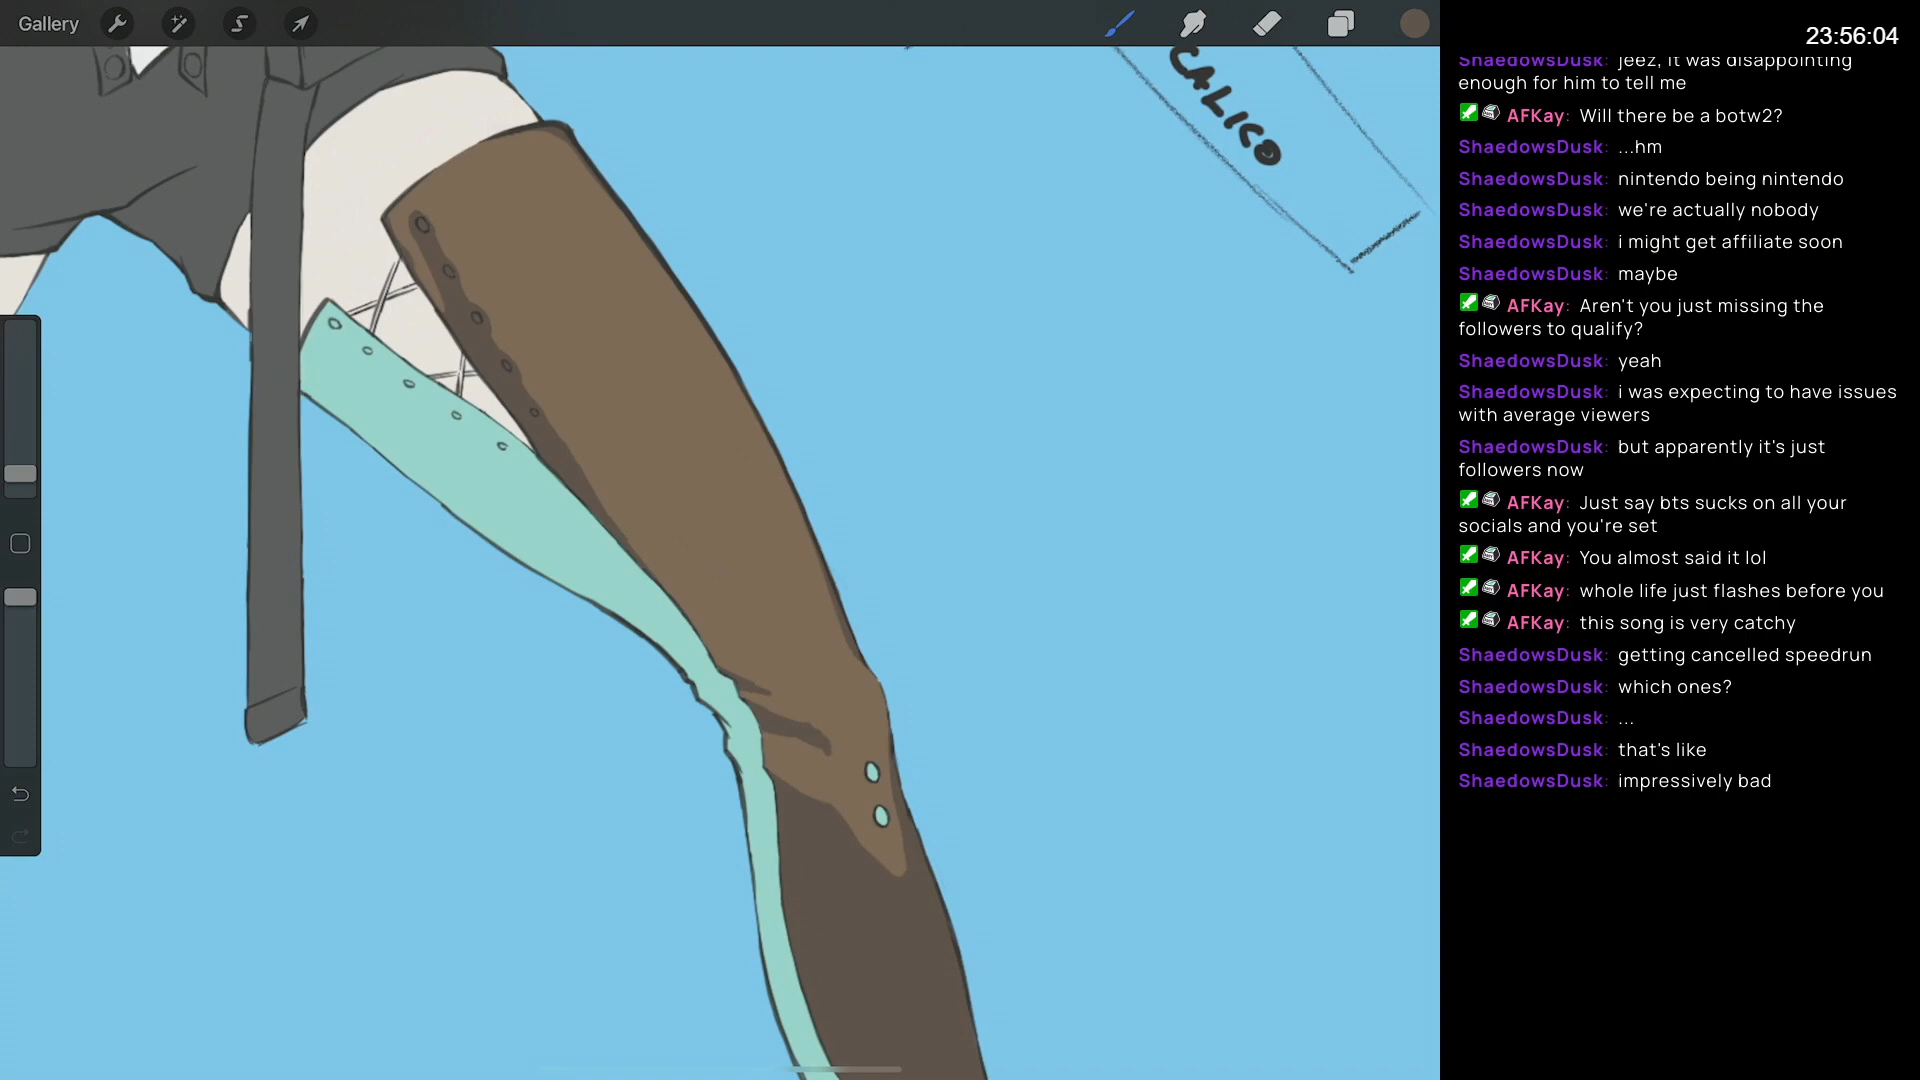 Gallery
CALICO
23:56:04
ShaedowsDusk: jeez, it was disappointing
enough for him to tell me
AFKay: Will there be a botw2?
ShaedowsDusk: ...hm
ShaedowsDusk: nintendo being nintendo
ShaedowsDusk: we're actually nobody
ShaedowsDusk: i might get affiliate soon
ShaedowsDusk: maybe
AFKay: Aren't you just missing the
followers to qualify?
ShaedowsDusk: yeah
ShaedowsDusk: i was expecting to have issues
with average viewers
ShaedowsDusk: but apparently it's just
followers now
AFKay: Just say bts sucks on all your
socials and you're set
AFKay: You almost said it lol
AFKay: whole life just flashes before you
AFKay: this song is very catchy
ShaedowsDusk: getting cancelled speedrun
ShaedowsDusk: which ones?
ShaedowsDusk: ...
ShaedowsDusk: that's like
ShaedowsDusk: impressively bad